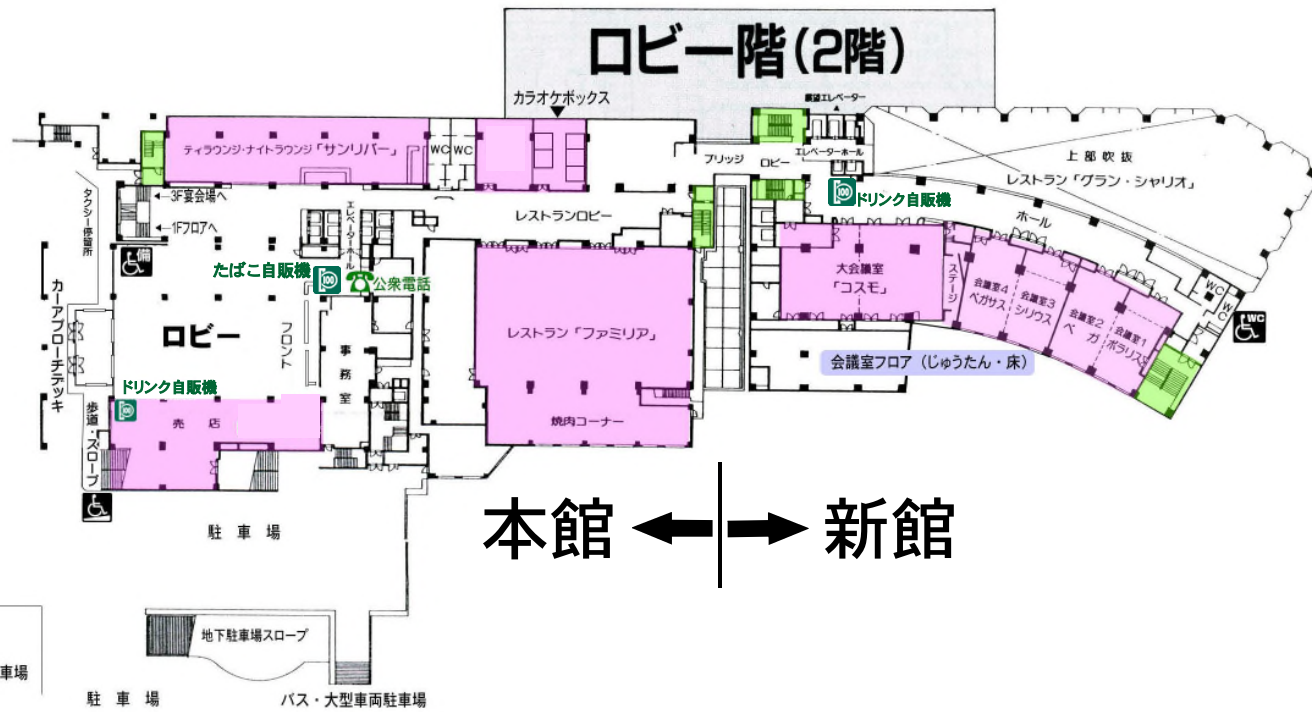 ロビー階(2階)
カラオケボックス
展望エレベーター
ティラウンジ・ナイトラウンジ「サンリバー」
WC
WC
ブリッジ
ロビー
エレベーターホール
上部吹抜
レストラン「グラン・シャリオ」
タクシー停留所
←3F宴会場へ
←1Fフロアへ
エレベーターホール
レストランロビー
ドリンク自販機
ホール
備
たばこ自販機
公衆電話
大会議室
「コスモ」
ステージ
会議室4
ペガサス
会議室3
シリウス
会議室2
ベガ
会議室1
ポラリス
WC
WC
WC
カーアプローチデッキ
ロビー
フロント
事務室
レストラン「ファミリア」
会議室フロア(じゅうたん・床)
ドリンク自販機
歩道・スロープ
売店
焼肉コーナー
駐車場
本館
新館
地下駐車場スロープ
車場
駐車場
バス・大型車両駐車場
100
100
100